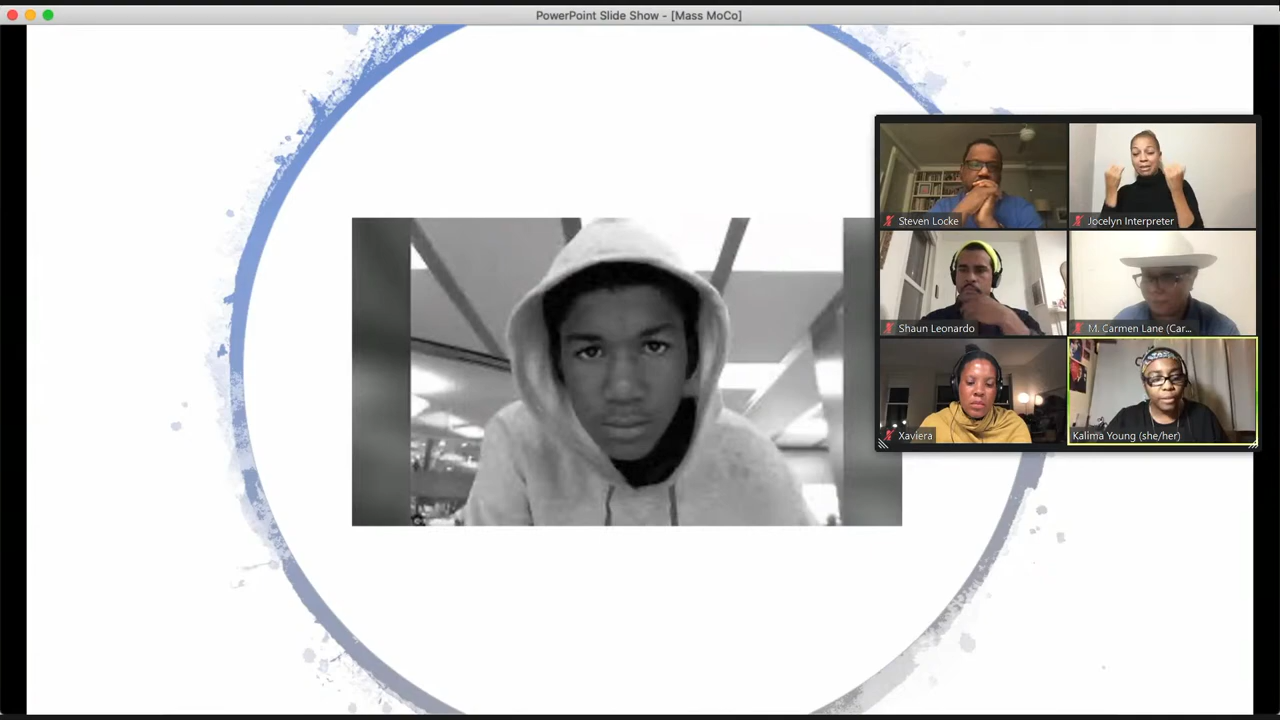 PowerPoint Slide Show - [Mass MoCo]
Steven Locke
Jocelyn Interpreter
Shaun Leonardo
M. Carmen Lane (Car...
Xaviera
Kalima Young (she/her)